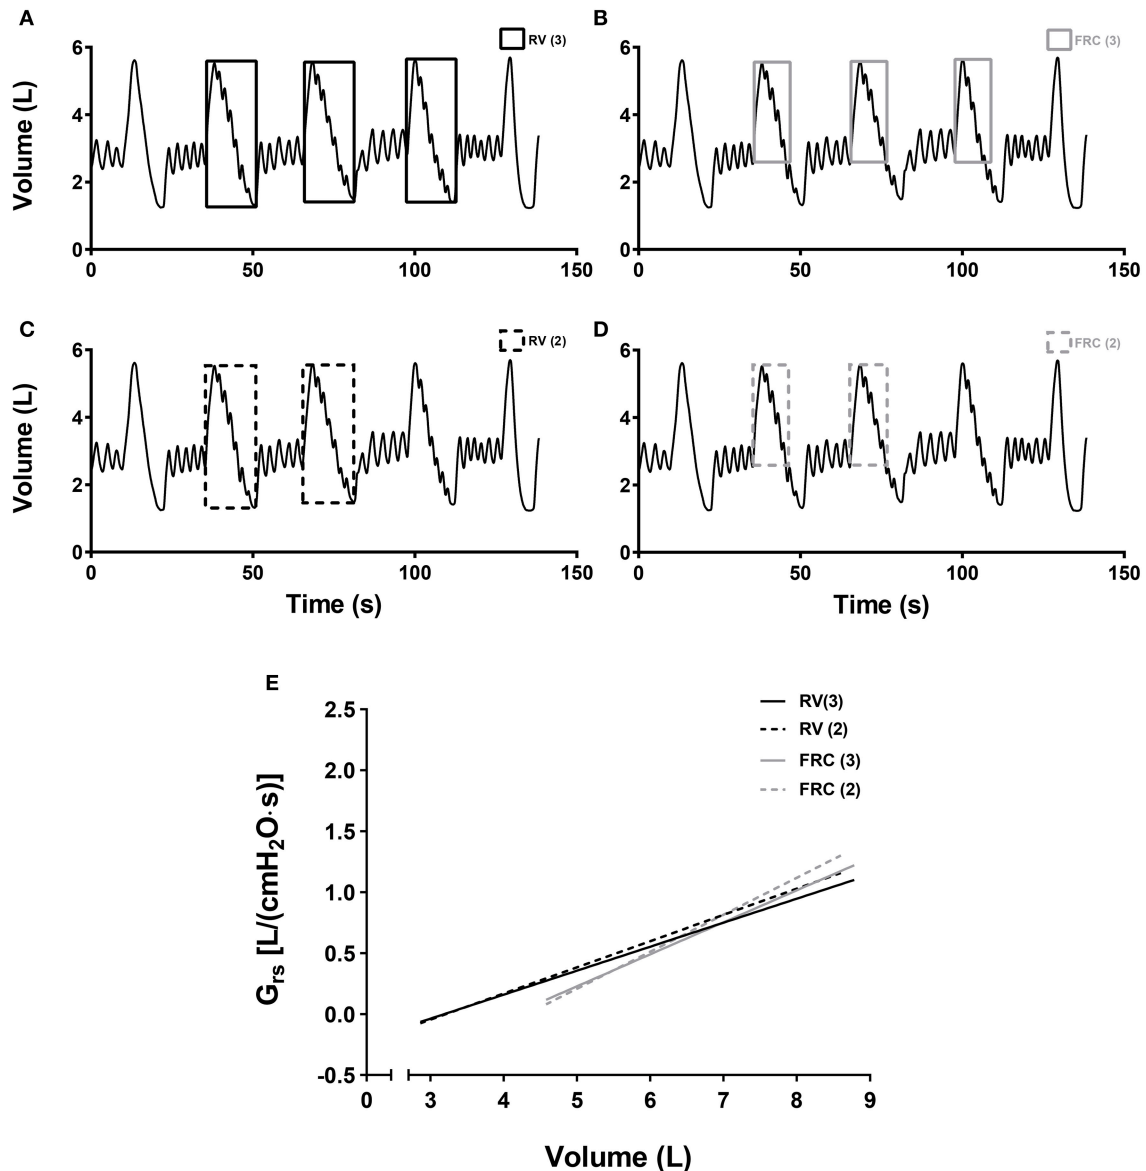 A
RV (3)
Volume (L)
6
4
2
0
0 50 100 150
B
FRC (3)
6
4
2
0
0 50 100 150
C
RV (2)
Volume (L)
6
4
2
0
0 50 100 150
Time (s)
D
FRC (2)
6
4
2
0
0 50 100 150
Time (s)
E
RV(3)
RV (2)
FRC (3)
FRC (2)
Grs [L/(cmH2O·s)]
2.5
2.0
1.5
1.0
0.5
0.0
-0.5
0 3 4 5 6 7 8 9
Volume (L)